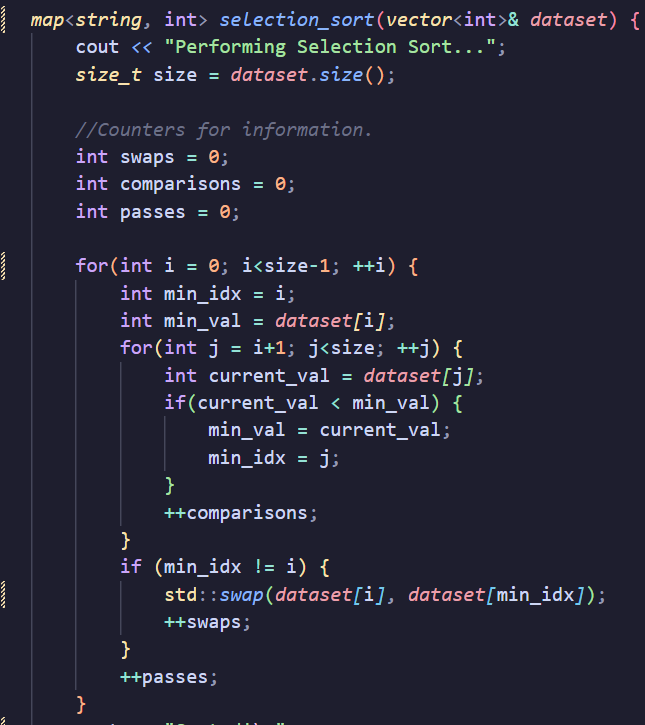 map<string, int> selection_sort(vector<int>& dataset) {
cout << "Performing Selection Sort...";
size_t size = dataset.size();
//Counters for information.
int swaps = 0;
int comparisons = 0;
int passes = 0;
for(int i = 0; i<size-1; ++i) {
int min_idx = i;
int min_val = dataset[i];
for(int j = i+1; j<size; ++j) {
int current_val = dataset[j];
if(current_val < min_val) {
min_val = current_val;
min_idx = j;
}
++comparisons;
}
if (min_idx != i) {
std::swap(dataset[i], dataset[min_idx]);
++swaps;
}
++passes;
}